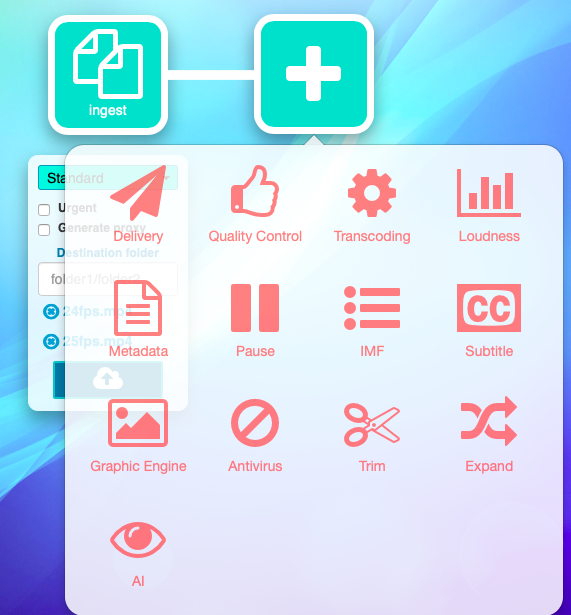 ingest
Standard
Urgent
Generate proxy
Destination folder
folder1/folder2
24fps.mp4
25fps.mp4
Delivery
Quality Control
Transcoding
Loudness
Metadata
Pause
IMF
CC
Subtitle
Graphic Engine
Antivirus
Trim
Expand
AI